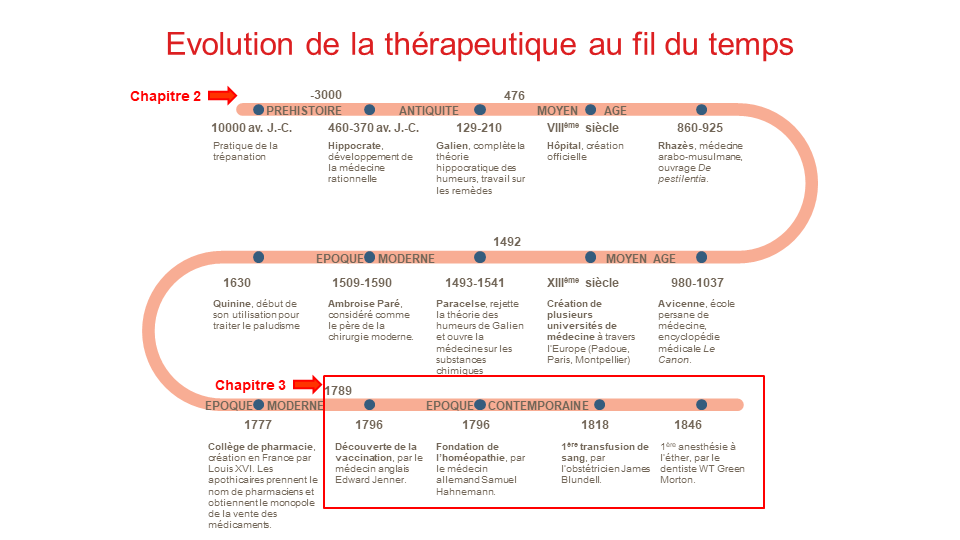 Evolution de la thérapeutique au fil du temps
Chapitre 2
-3000
476
PREHISTOIRE
ANTIQUITE
MOYEN AGE
10000 av. J.-C.
Pratique de la
trépanation
460-370 av. J.-C.
Hippocrate,
développement de
la médecine
rationnelle
129-210
Galien, complète la
théorie
hippocratique des
humeurs, travail sur
les remèdes
VIIIème siècle
Hôpital, création
officielle
860-925
Rhazès, médecine
arabo-musulmane,
ouvrage De
pestilentia.
1492
EPOQUE MODERNE
MOYEN AGE
1630
Quinine, début de
son utilisation pour
traiter le paludisme
1509-1590
Ambroise Paré,
considéré comme
le père de la
chirurgie moderne.
1493-1541
Paracelse, rejette
la théorie des
humeurs de Galien
et ouvre la
médecine sur les
substances
chimiques
XIIIème siècle
Création de
plusieurs
universités de
médecine à travers
l'Europe (Padoue,
Paris, Montpellier)
980-1037
Avicenne, école
persane de
médecine,
encyclopédie
médicale Le
Canon.
Chapitre 3
1789
EPOQUE MODERNE
EPOQUE CONTEMPORAINE
1777
Collège de pharmacie,
création en France par
Louis XVI. Les
apothicaires prennent le
nom de pharmaciens et
obtiennent le monopole
de la vente des
médicaments.
1796
Découverte de la
vaccination, par le
médecin anglais
Edward Jenner.
1796
Fondation de
l'homéopathie, par
le médecin
allemand Samuel
Hahnemann.
1818
1ère transfusion de
sang, par
l'obstétricien James
Blundell.
1846
1ère anesthésie à
l'éther, par le
dentiste WT Green
Morton.